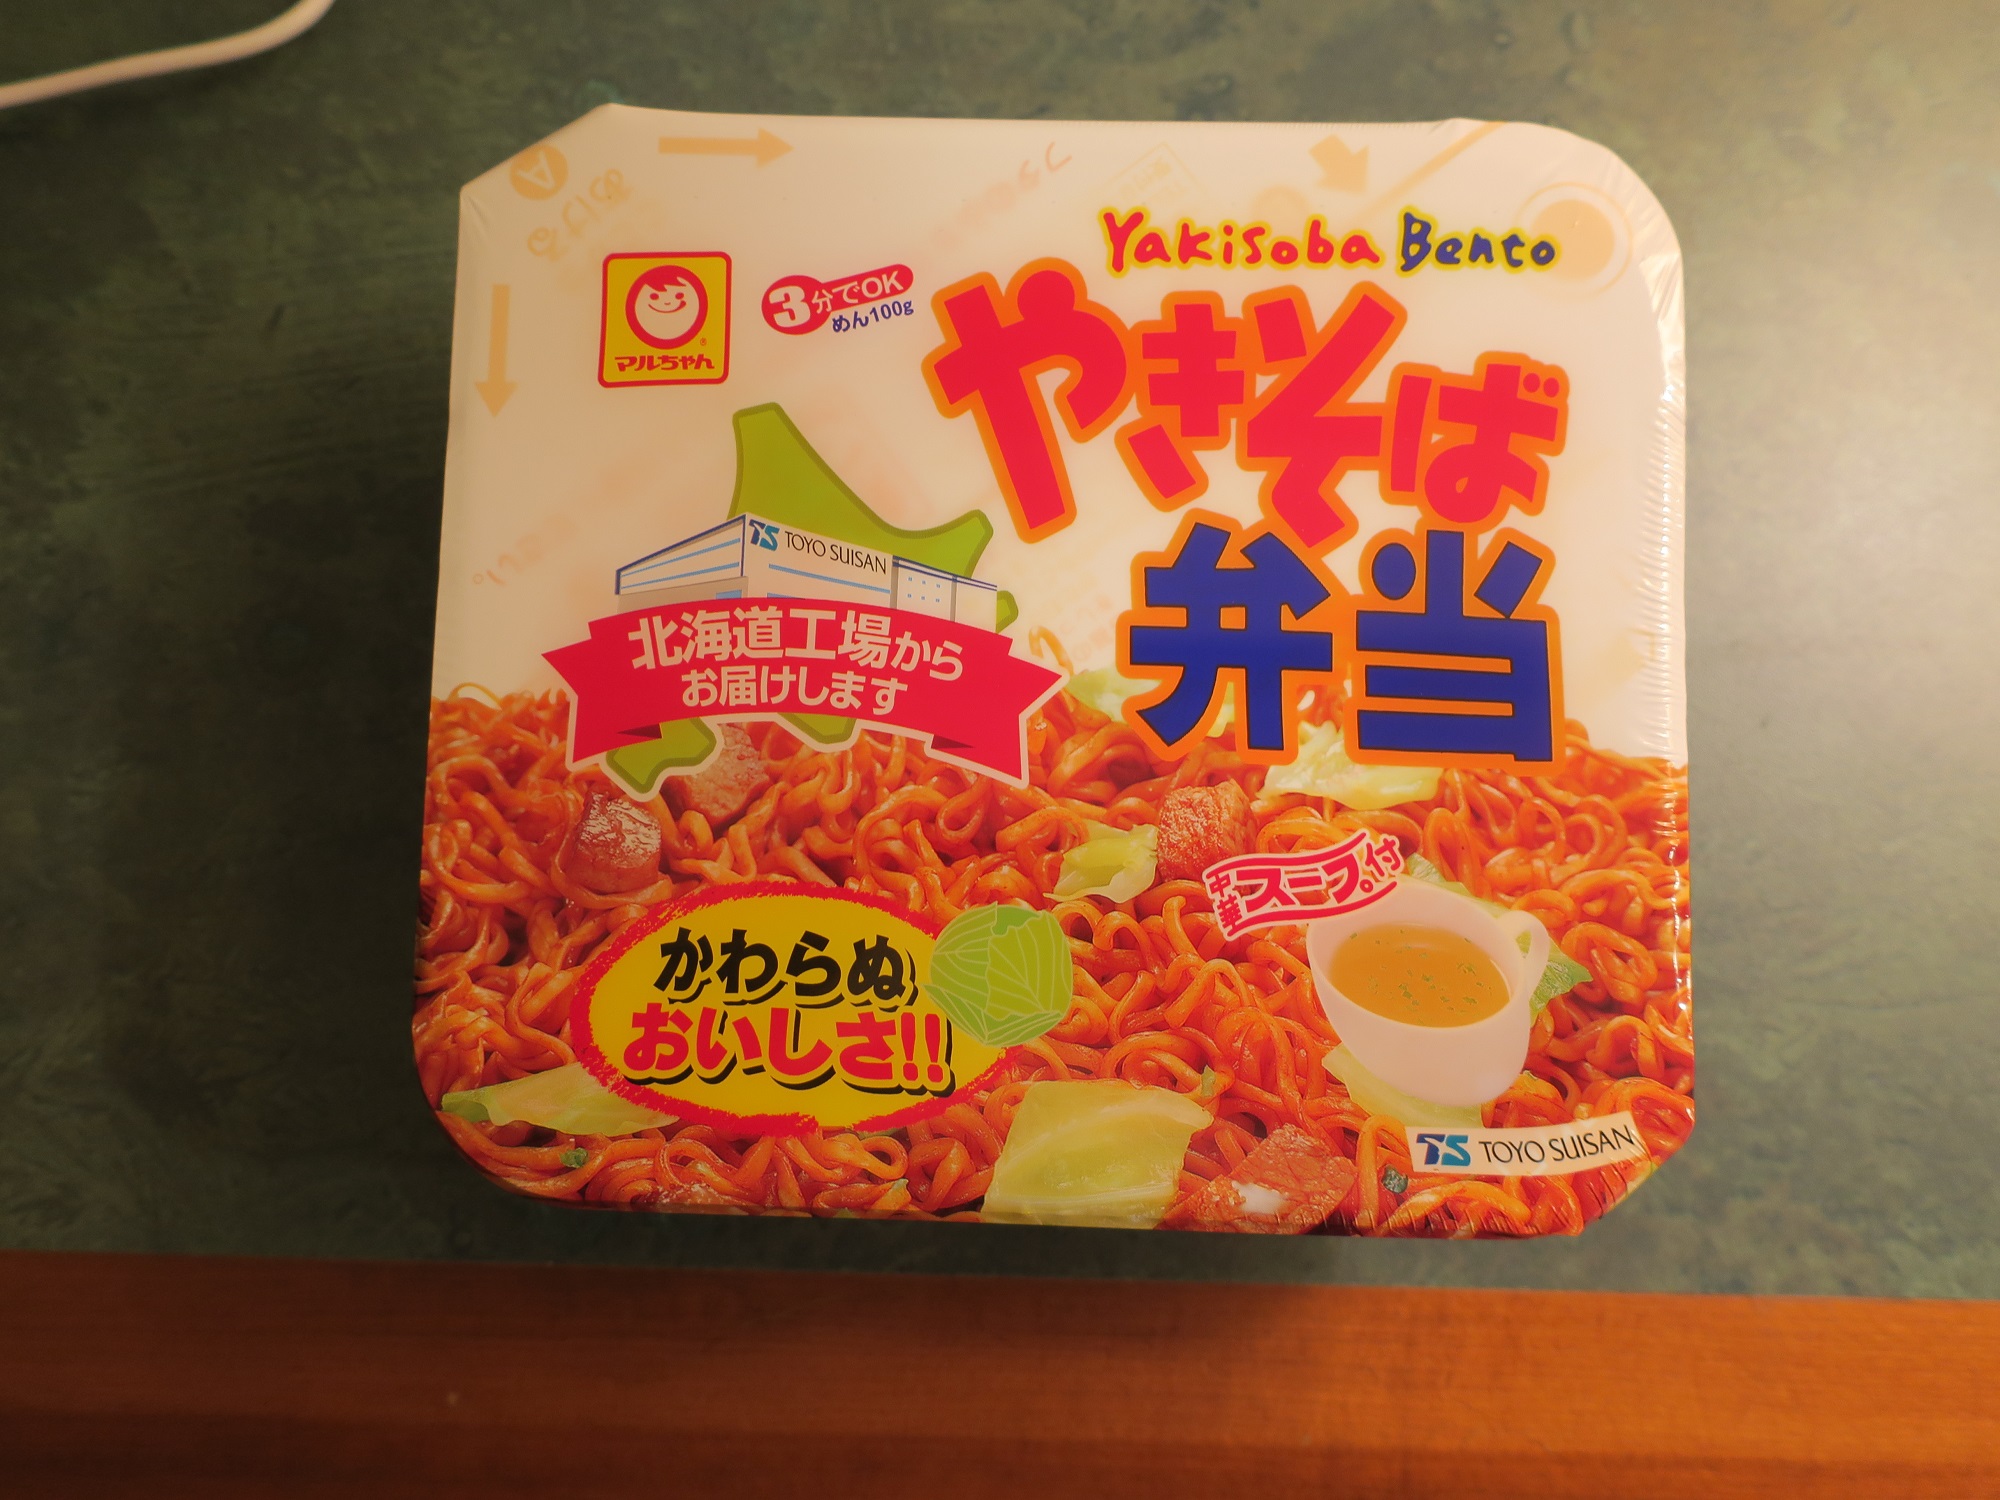 Yakisoba Bento
マルちゃん
®
3分でOK
めん100g
やきそば
弁当
TS TOYO SUISAN
北海道工場から
お届けします
中華スープ付
かわらぬ
おいしさ!!
TS TOYO SUISAN